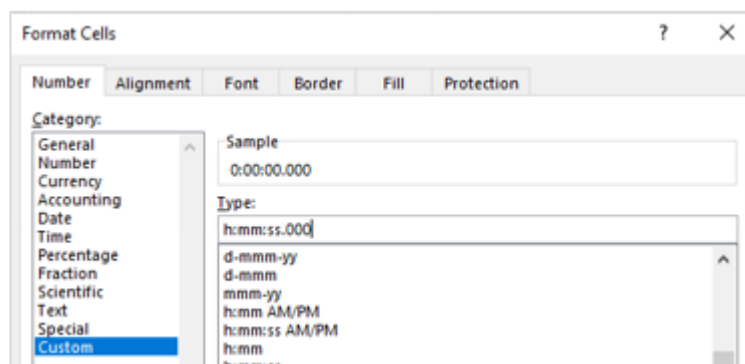 Format Cells ? ×
Number Alignment Font Border Fill Protection
Category:
General
Number
Currency
Accounting
Date
Time
Percentage
Fraction
Scientific
Text
Special
Custom
Sample
0:00:00.000
Type:
h:mm:ss.000
d-mmm-yy
d-mmm
mmm-yy
h:mm AM/PM
h:mm:ss AM/PM
h:mm